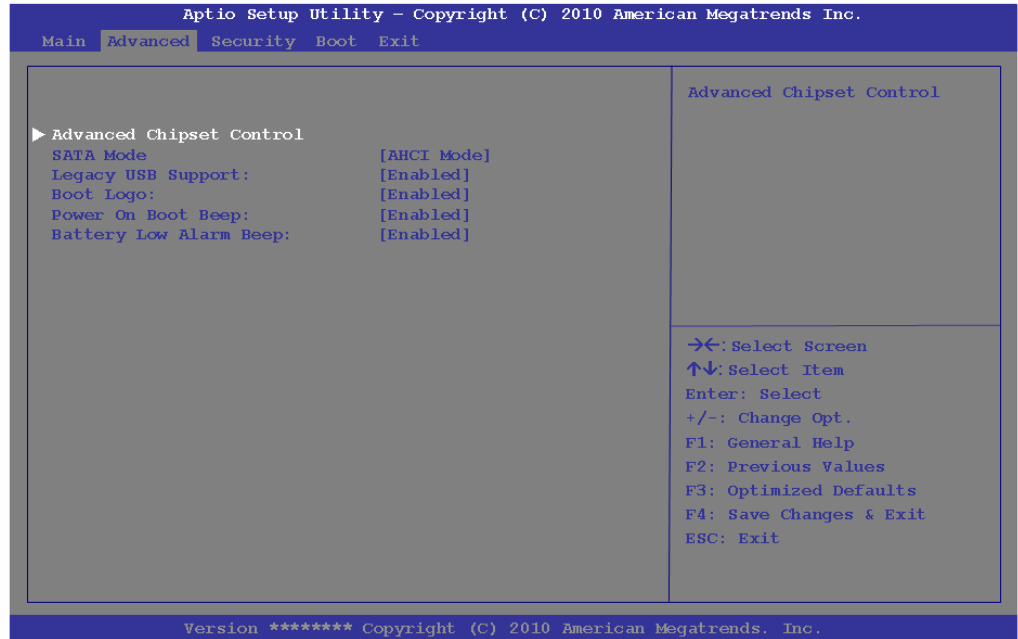 Aptio Setup Utility – Copyright (C) 2010 American Megatrends Inc.
Main Advanced Security Boot Exit
Advanced Chipset Control
▶ Advanced Chipset Control
SATA Mode [AHCI Mode]
Legacy USB Support: [Enabled]
Boot Logo: [Enabled]
Power On Boot Beep: [Enabled]
Battery Low Alarm Beep: [Enabled]
→←: Select Screen
↑↓: Select Item
Enter: Select
+/-: Change Opt.
F1: General Help
F2: Previous Values
F3: Optimized Defaults
F4: Save Changes & Exit
ESC: Exit
Version ******** Copyright (C) 2010 American Megatrends. Inc.